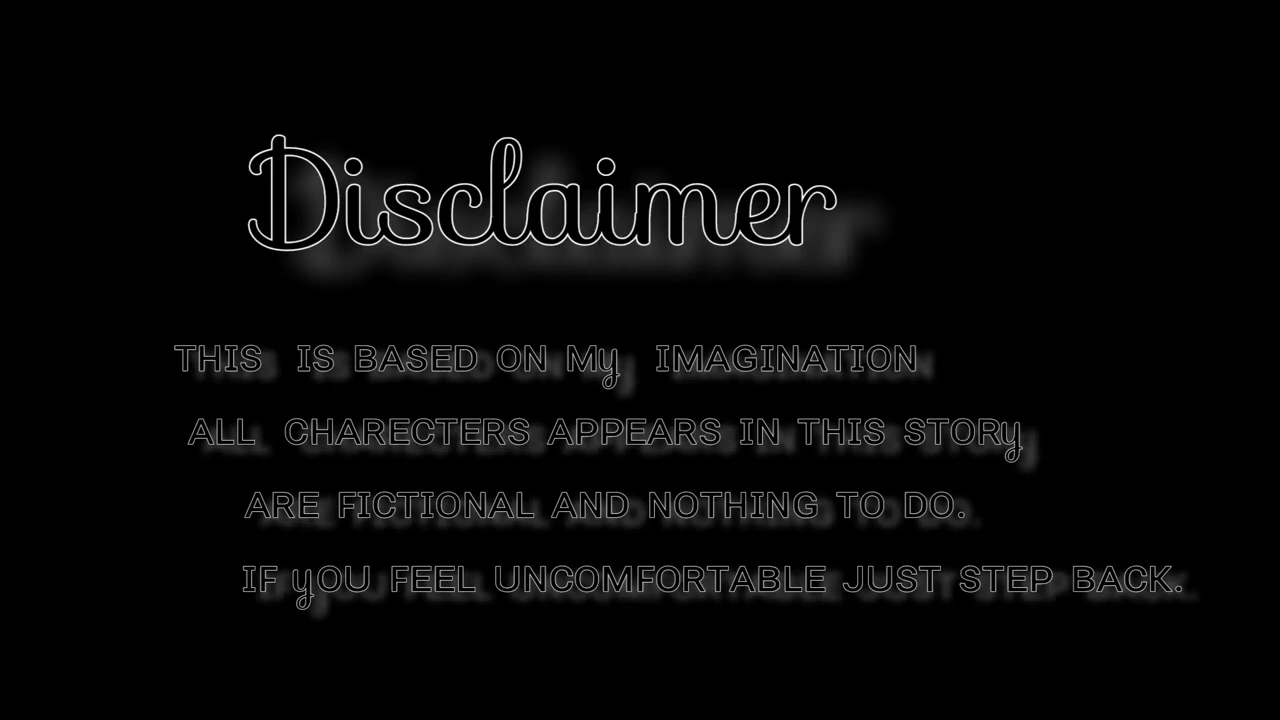 Disclaimer
THIS IS BASED ON My IMAGINATION
ALL CHARECTERS APPEARS IN THIS STORy
ARE FICTIONAL AND NOTHING TO DO.
IF yOU FEEL UNCOMFORTABLE JUST STEP BACK.